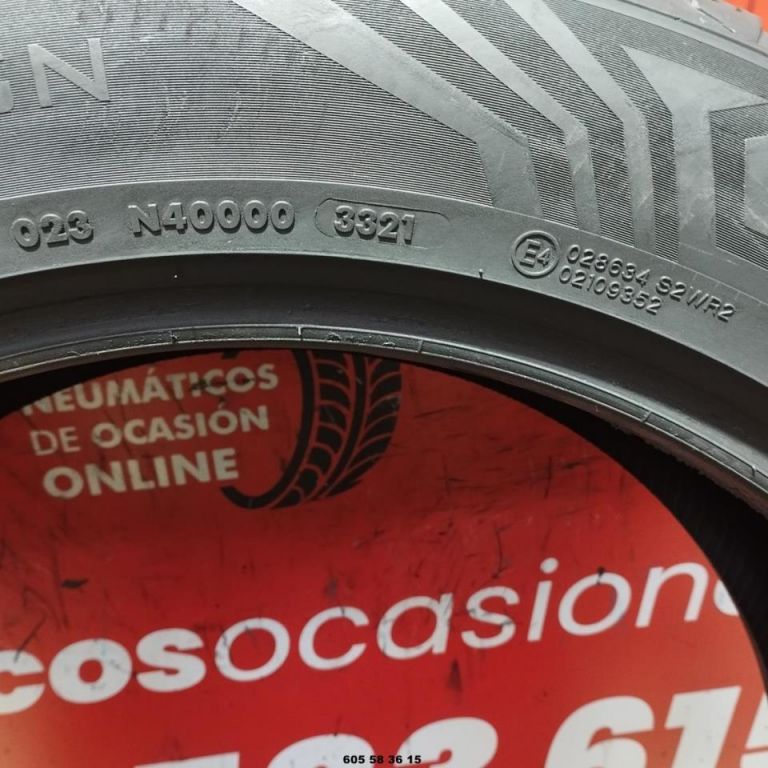 023 N40000 3321
E4 028634 S2WR2
02109352
NEUMÁTICOS
DE OCASIÓN
ONLINE
cosocasion
605 58 36 15